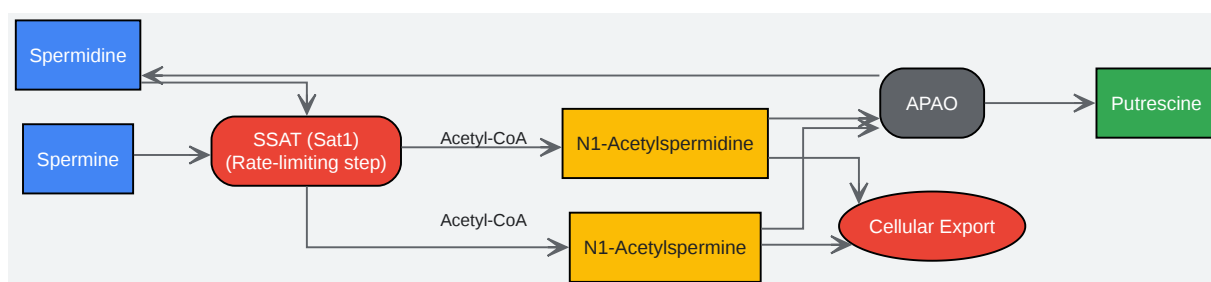 Spermidine
Spermine
SSAT (Sat1)
(Rate-limiting step)
Acetyl-CoA
Acetyl-CoA
N1-Acetylspermidine
N1-Acetylspermine
APAO
Cellular Export
Putrescine